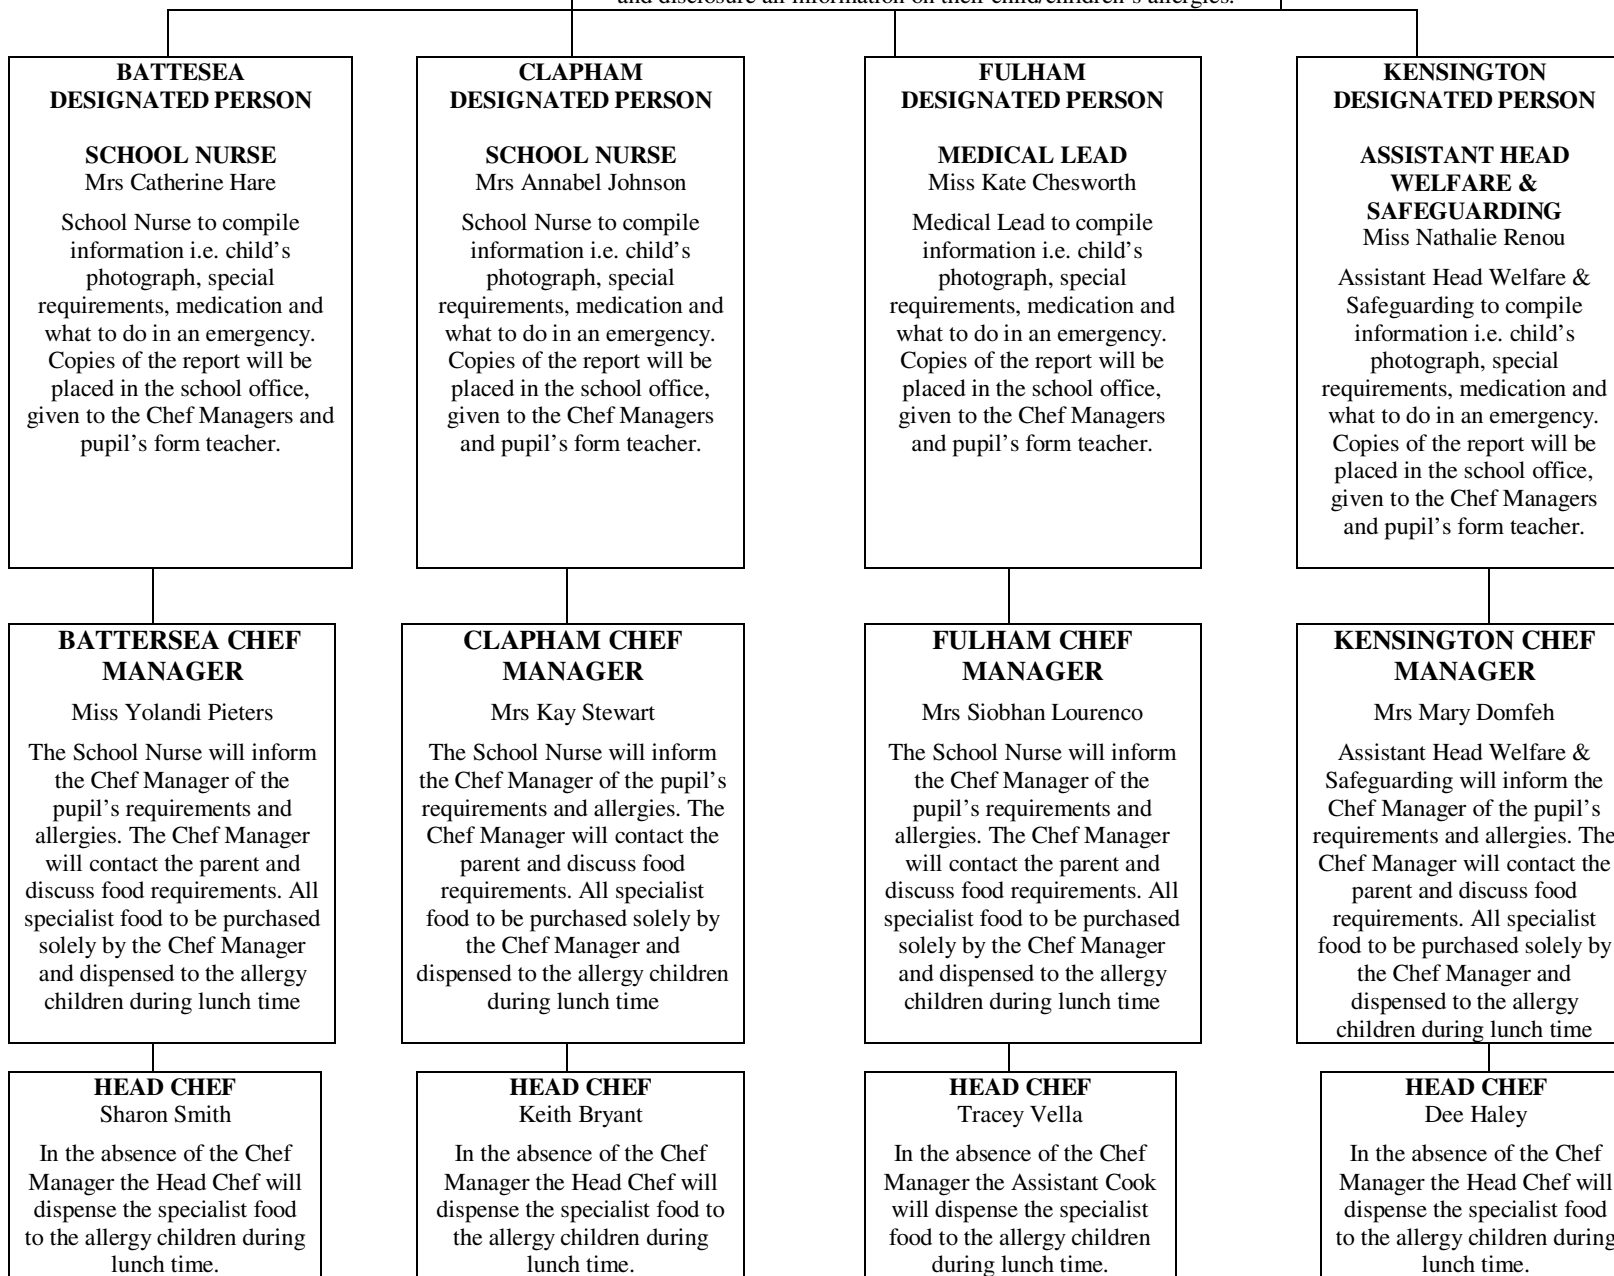 and disclosure all information on their child/children's allergies.
BATTESEA
DESIGNATED PERSON
SCHOOL NURSE
Mrs Catherine Hare
School Nurse to compile
information i.e. child’s
photograph, special
requirements, medication and
what to do in an emergency.
Copies of the report will be
placed in the school office,
given to the Chef Managers and
pupil’s form teacher.
CLAPHAM
DESIGNATED PERSON
SCHOOL NURSE
Mrs Annabel Johnson
School Nurse to compile
information i.e. child’s
photograph, special
requirements, medication and
what to do in an emergency.
Copies of the report will be
placed in the school office,
given to the Chef Managers
and pupil’s form teacher.
FULHAM
DESIGNATED PERSON
MEDICAL LEAD
Miss Kate Chesworth
Medical Lead to compile
information i.e. child’s
photograph, special
requirements, medication and
what to do in an emergency.
Copies of the report will be
placed in the school office,
given to the Chef Managers
and pupil’s form teacher.
KENSINGTON
DESIGNATED PERSON
ASSISTANT HEAD
WELFARE &
SAFEGUARDING
Miss Nathalie Renou
Assistant Head Welfare &
Safeguarding to compile
information i.e. child’s
photograph, special
requirements, medication and
what to do in an emergency.
Copies of the report will be
placed in the school office,
given to the Chef Managers
and pupil’s form teacher.
BATTERSEA CHEF
MANAGER
Miss Yolandi Pieters
The School Nurse will inform
the Chef Manager of the
pupil’s requirements and
allergies. The Chef Manager
will contact the parent and
discuss food requirements. All
specialist food to be purchased
solely by the Chef Manager
and dispensed to the allergy
children during lunch time
CLAPHAM CHEF
MANAGER
Mrs Kay Stewart
The School Nurse will inform
the Chef Manager of the pupil’s
requirements and allergies. The
Chef Manager will contact the
parent and discuss food
requirements. All specialist
food to be purchased solely by
the Chef Manager and
dispensed to the allergy children
during lunch time
FULHAM CHEF
MANAGER
Mrs Siobhan Lourenco
The School Nurse will inform
the Chef Manager of the
pupil’s requirements and
allergies. The Chef Manager
will contact the parent and
discuss food requirements. All
specialist food to be purchased
solely by the Chef Manager
and dispensed to the allergy
children during lunch time
KENSINGTON CHEF
MANAGER
Mrs Mary Domfeh
Assistant Head Welfare &
Safeguarding will inform the
Chef Manager of the pupil’s
requirements and allergies. The
Chef Manager will contact the
parent and discuss food
requirements. All specialist
food to be purchased solely by
the Chef Manager and
dispensed to the allergy
children during lunch time
HEAD CHEF
Sharon Smith
In the absence of the Chef
Manager the Head Chef will
dispense the specialist food
to the allergy children during
lunch time.
HEAD CHEF
Keith Bryant
In the absence of the Chef
Manager the Head Chef will
dispense the specialist food to
the allergy children during
lunch time.
HEAD CHEF
Tracey Vella
In the absence of the Chef
Manager the Assistant Cook
will dispense the specialist
food to the allergy children
during lunch time.
HEAD CHEF
Dee Haley
In the absence of the Chef
Manager the Head Chef will
dispense the specialist food
to the allergy children during
lunch time.